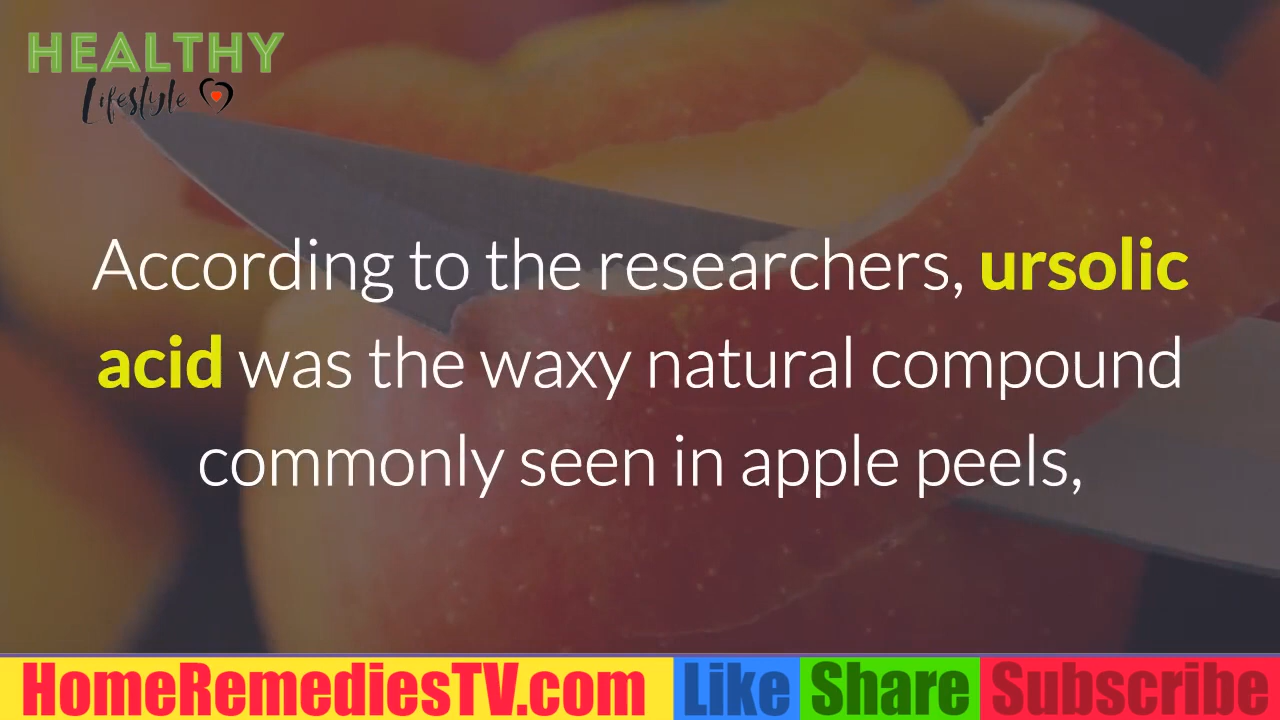 HEALTHY
Lifestyle
According to the researchers, ursolic
acid was the waxy natural compound
commonly seen in apple peels,
HomeRemediesTV.com Like Share Subscribe